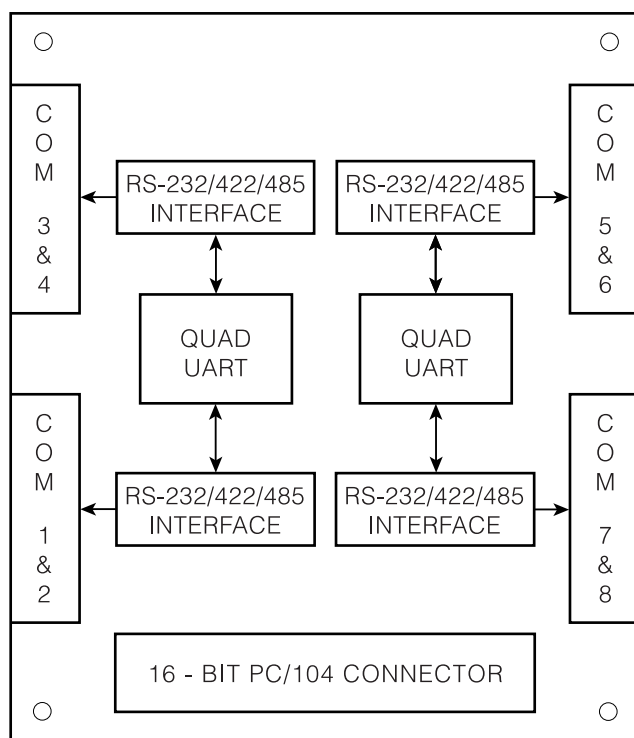 C
O
M
3
&
4
RS-232/422/485
INTERFACE
RS-232/422/485
INTERFACE
C
O
M
5
&
6
QUAD
UART
QUAD
UART
C
O
M
1
&
2
RS-232/422/485
INTERFACE
RS-232/422/485
INTERFACE
C
O
M
7
&
8
16 - BIT PC/104 CONNECTOR